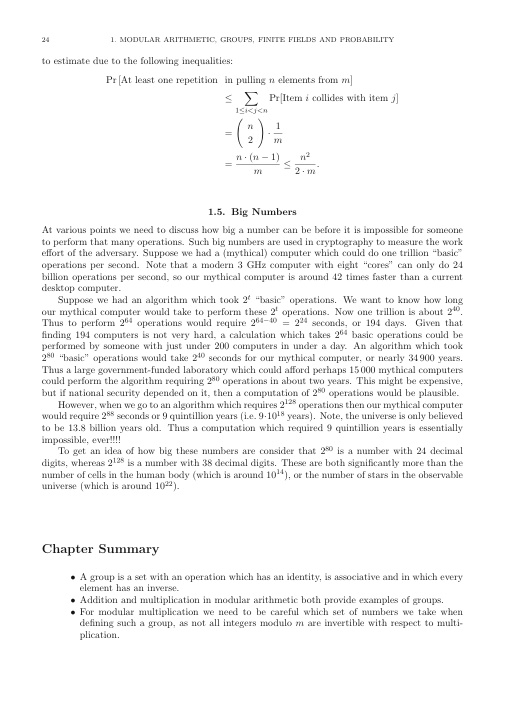 24 1. MODULAR ARITHMETIC, GROUPS, FINITE FIELDS AND PROBABILITY
to estimate due to the following inequalities:
Pr [At least one repetition in pulling n elements from m]
≤ ∑_{1≤i<j<n} Pr[Item i collides with item j]
= ( n 2 ) · 1/m
= n · (n − 1)/m ≤ n²/(2 · m).
1.5. Big Numbers
At various points we need to discuss how big a number can be before it is impossible for someone
to perform that many operations. Such big numbers are used in cryptography to measure the work
effort of the adversary. Suppose we had a (mythical) computer which could do one trillion “basic”
operations per second. Note that a modern 3 GHz computer with eight “cores” can only do 24
billion operations per second, so our mythical computer is around 42 times faster than a current
desktop computer.
Suppose we had an algorithm which took 2^t “basic” operations. We want to know how long
our mythical computer would take to perform these 2^t operations. Now one trillion is about 2^40.
Thus to perform 2^64 operations would require 2^{64−40} = 2^24 seconds, or 194 days. Given that
finding 194 computers is not very hard, a calculation which takes 2^64 basic operations could be
performed by someone with just under 200 computers in under a day. An algorithm which took
2^80 “basic” operations would take 2^40 seconds for our mythical computer, or nearly 34 900 years.
Thus a large government-funded laboratory which could afford perhaps 15 000 mythical computers
could perform the algorithm requiring 2^80 operations in about two years. This might be expensive,
but if national security depended on it, then a computation of 2^80 operations would be plausible.
However, when we go to an algorithm which requires 2^128 operations then our mythical computer
would require 2^88 seconds or 9 quintillion years (i.e. 9·10^18 years). Note, the universe is only believed
to be 13.8 billion years old. Thus a computation which required 9 quintillion years is essentially
impossible, ever!!!!
To get an idea of how big these numbers are consider that 2^80 is a number with 24 decimal
digits, whereas 2^128 is a number with 38 decimal digits. These are both significantly more than the
number of cells in the human body (which is around 10^14), or the number of stars in the observable
universe (which is around 10^22).
Chapter Summary
• A group is a set with an operation which has an identity, is associative and in which every
element has an inverse.
• Addition and multiplication in modular arithmetic both provide examples of groups.
• For modular multiplication we need to be careful which set of numbers we take when
defining such a group, as not all integers modulo m are invertible with respect to multi-
plication.